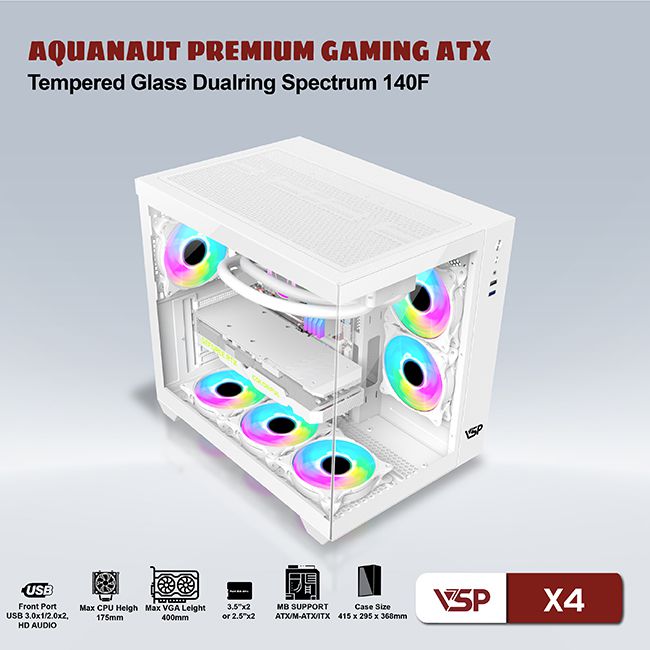 AQUANAUT PREMIUM GAMING ATX
Tempered Glass Dualring Spectrum 140F
VSP
USB
Front Port
USB 3.0x1/2.0x2,
HD AUDIO
Max CPU Heigh
175mm
Max VGA Leight
400mm
3.5"x2
or 2.5"x2
MB SUPPORT
ATX/M-ATX/ITX
Case Size
415 x 295 x 368mm
VSP
X4